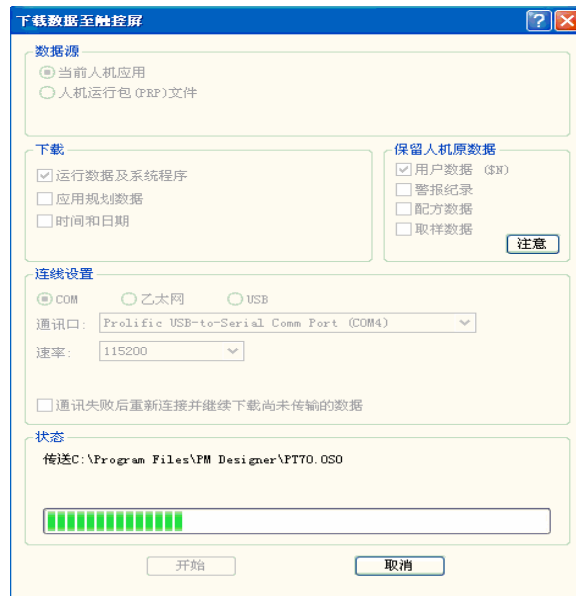 下载数据至触控屏
数据源
当前人机应用
人机运行包(PRP)文件
下载
运行数据及系统程序
应用规划数据
时间和日期
保留人机原数据
用户数据 ($N)
警报纪录
配方数据
取样数据
注意
连线设置
COM 乙太网 USB
通讯口: Prolific USB-to-Serial Comm Port (COM4)
速率: 115200
通讯失败后重新连接并继续下载尚未传输的数据
状态
传送C:\Program Files\PM Designer\PT70.OSO
开始 取消